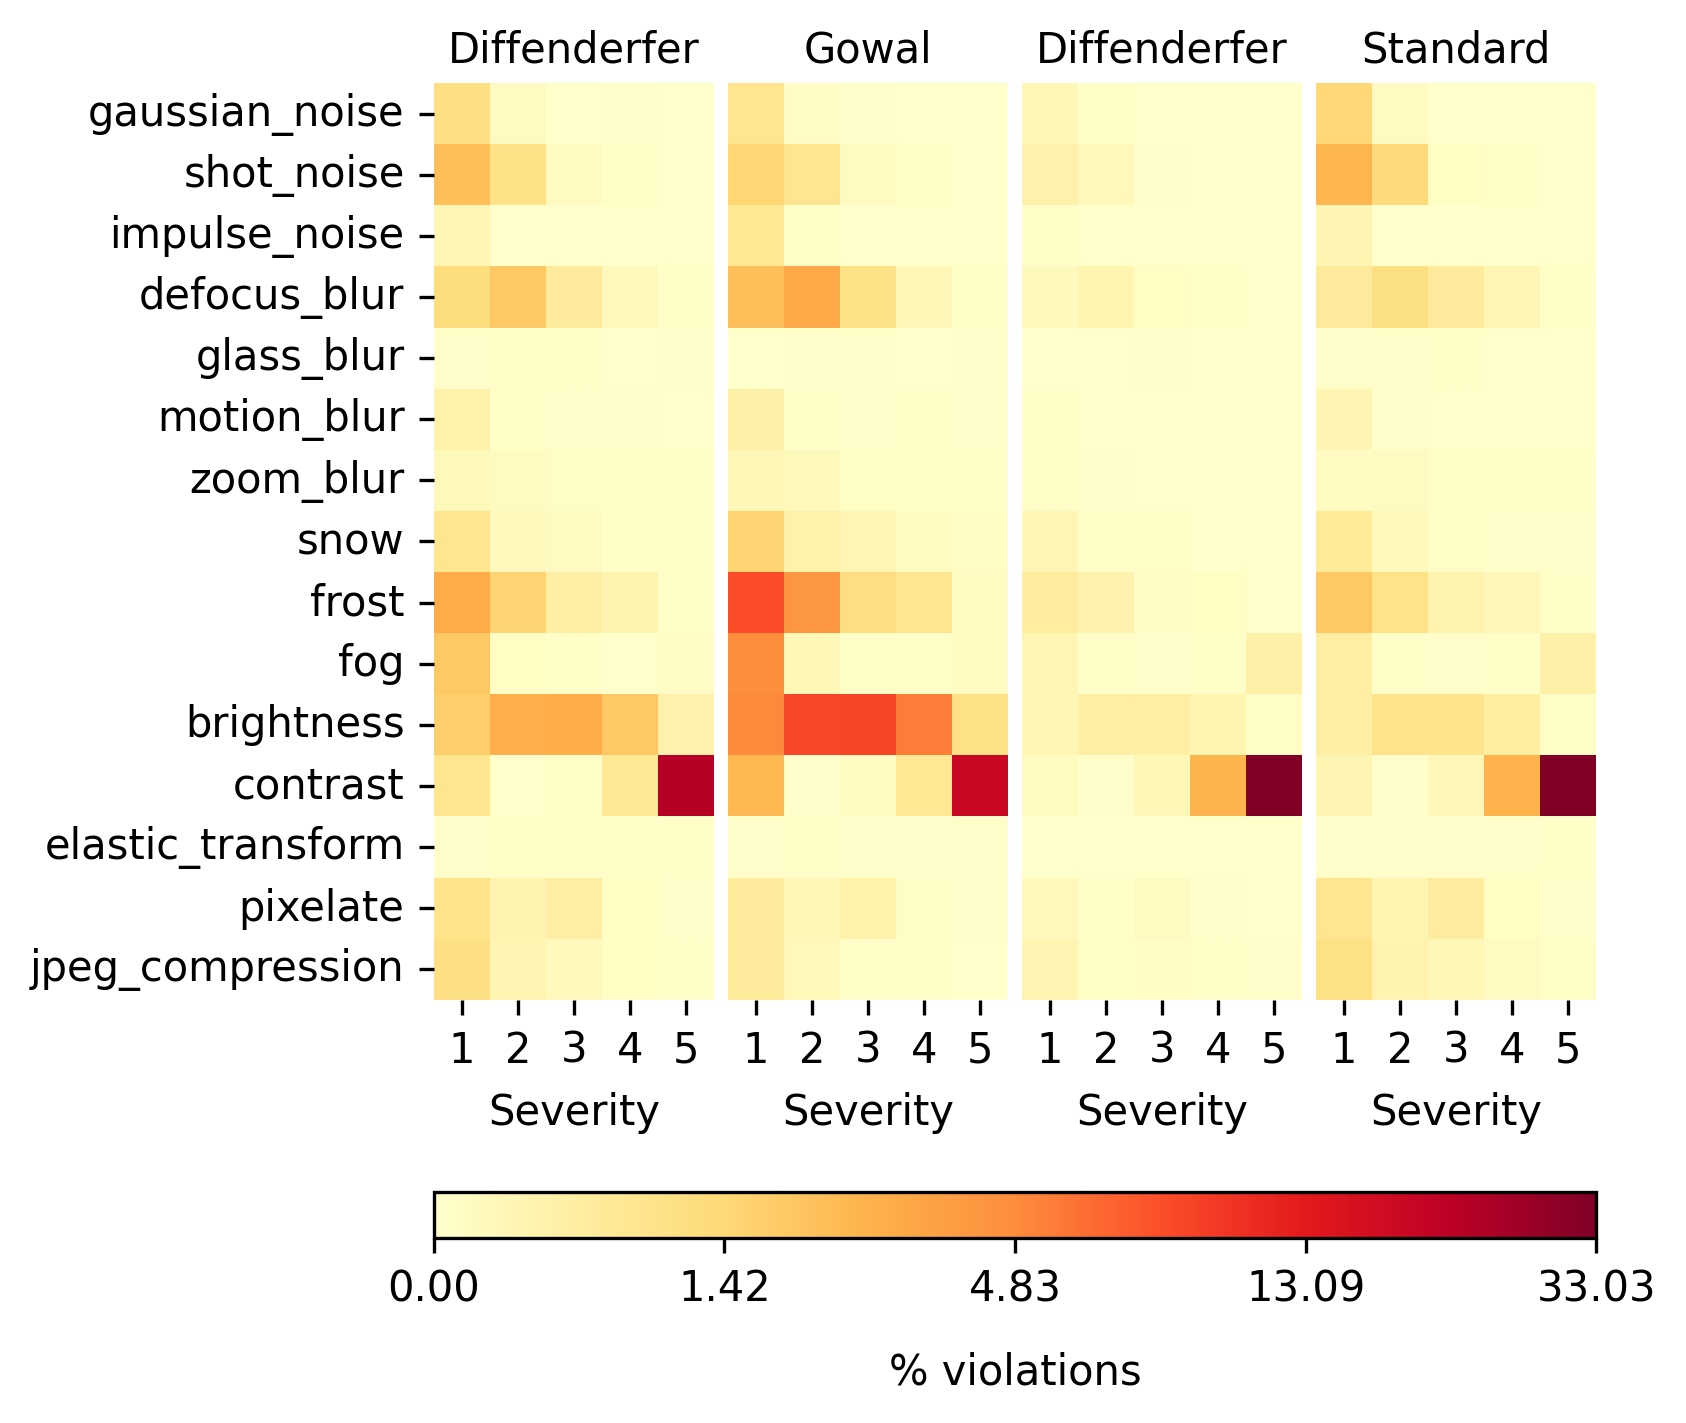 Diffenderfer Gowal Diffenderfer Standard
gaussian_noise
shot_noise
impulse_noise
defocus_blur
glass_blur
motion_blur
zoom_blur
snow
frost
fog
brightness
contrast
elastic_transform
pixelate
jpeg_compression
1 2 3 4 5 1 2 3 4 5 1 2 3 4 5 1 2 3 4 5
Severity Severity Severity Severity
0.00 1.42 4.83 13.09 33.03
% violations